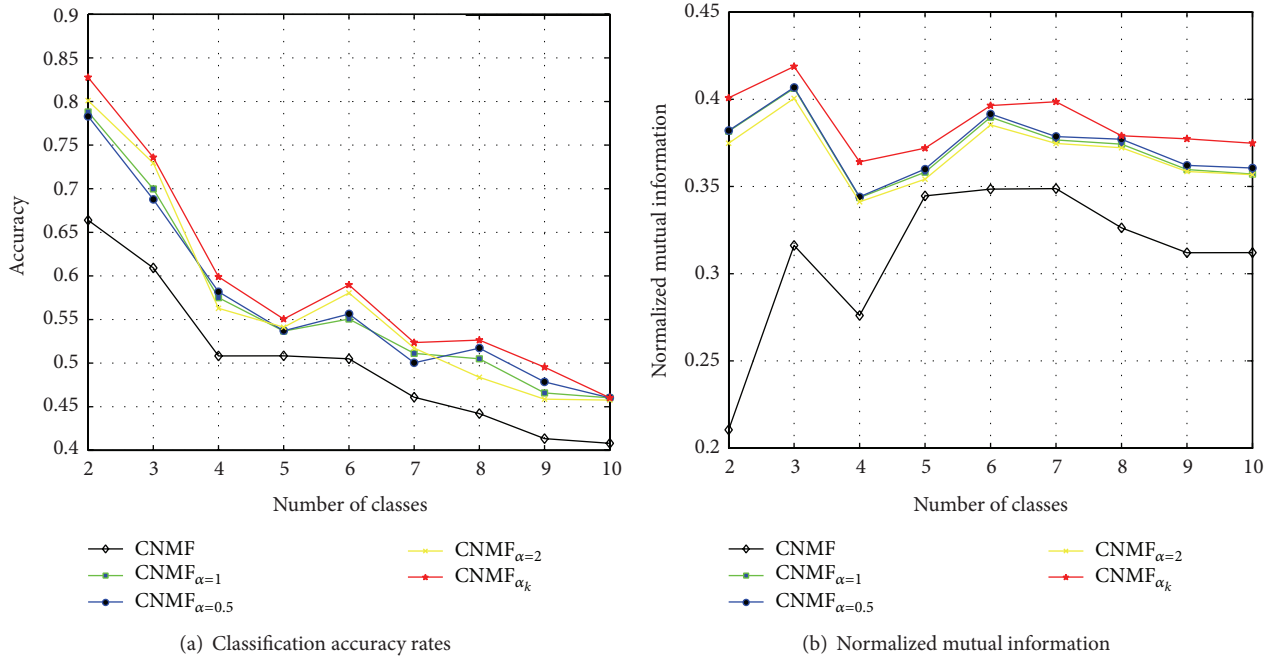 0.9
0.85
0.8
0.75
0.7
0.65
0.6
0.55
0.5
0.45
0.4
Accuracy
2 3 4 5 6 7 8 9 10
Number of classes
CNMF
CNMFα=1
CNMFα=0.5
CNMFα=2
CNMFαk
(a) Classification accuracy rates
0.45
0.4
0.35
0.3
0.25
0.2
Normalized mutual information
2 3 4 5 6 7 8 9 10
Number of classes
CNMF
CNMFα=1
CNMFα=0.5
CNMFα=2
CNMFαk
(b) Normalized mutual information